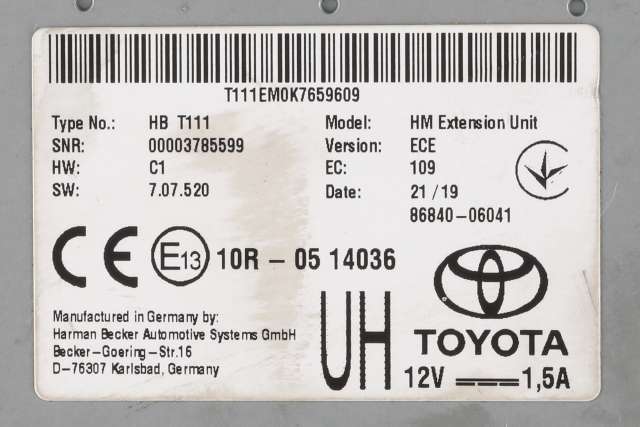 T111EM0K7659609
Type No.: HB T111 Model: HM Extension Unit
SNR: 00003785599 Version: ECE
HW: C1 EC: 109
SW: 7.07.520 Date: 21/19
86840-06041
CE E13 10R - 05 14036
Manufactured in Germany by:
Harman Becker Automotive Systems GmbH
Becker-Goering-Str.16
D-76307 Karlsbad, Germany
UH
TOYOTA
12V 1,5A